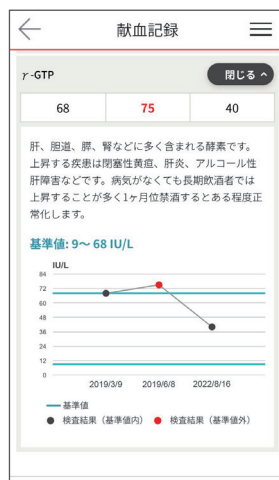 献血記録
γ-GTP
閉じる
68 75 40
肝、胆道、膵、腎などに多く含まれる酵素です。
上昇する疾患は閉塞性黄疸、肝炎、アルコール性
肝障害などです。病気がなくても長期飲酒者では
上昇することが多く1ヶ月位禁酒するとある程度正
常化します。
基準値: 9〜 68 IU/L
IU/L
84
72
60
48
36
24
12
0
2019/3/9 2019/6/8 2022/8/16
基準値
検査結果（基準値内） 検査結果（基準値外）